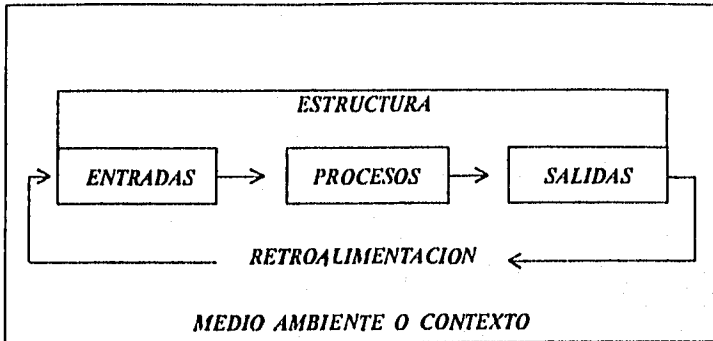 ESTRUCTURA
ENTRADAS PROCESOS SALIDAS
RETROALIMENTACION
MEDIO AMBIENTE O CONTEXTO